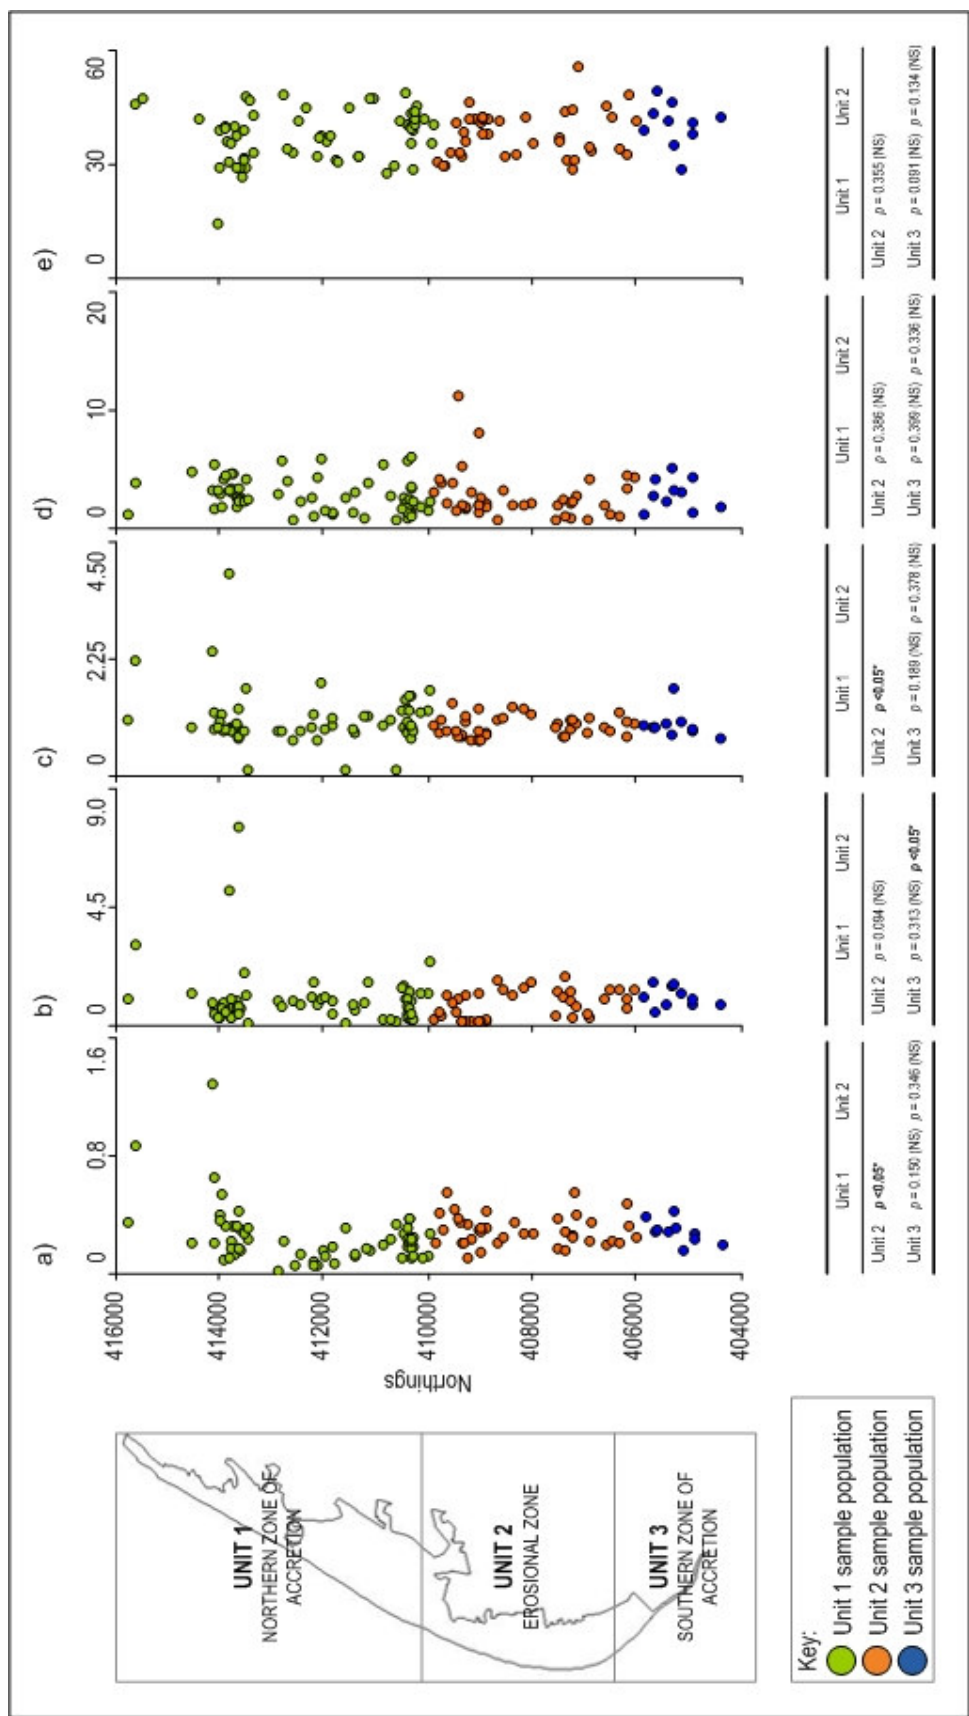 a)
b)
c)
d)
e)
0 0.8 1.6
0 4.5 9.0
0 2.25 4.50
0 10 20
0 30 60
416000
414000
412000
410000
408000
406000
404000
Northings
UNIT 1
NORTHERN ZONE OF
ACCRETION
UNIT 2
EROSIONAL ZONE
UNIT 3
SOUTHERN ZONE OF
ACCRETION
Key:
Unit 1 sample population
Unit 2 sample population
Unit 3 sample population
Unit 1 Unit 2
Unit 2 p <0.05*
Unit 3 p = 0.150 (NS) p = 0.346 (NS)
Unit 1 Unit 2
Unit 2 p = 0.094 (NS)
Unit 3 p = 0.313 (NS) p <0.05*
Unit 1 Unit 2
Unit 2 p <0.05*
Unit 3 p = 0.189 (NS) p = 0.378 (NS)
Unit 1 Unit 2
Unit 2 p = 0.386 (NS)
Unit 3 p = 0.399 (NS) p = 0.336 (NS)
Unit 1 Unit 2
Unit 2 p = 0.355 (NS)
Unit 3 p = 0.091 (NS) p = 0.134 (NS)